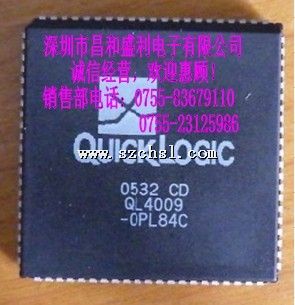 深圳市昌和盛利电子有限公司
诚信经营，欢迎惠顾！
销售部电话：0755-83679110
0755-23125986
QUICKLOGIC
www.szchsl.com
0532 CD
QL4009
-0PL84C